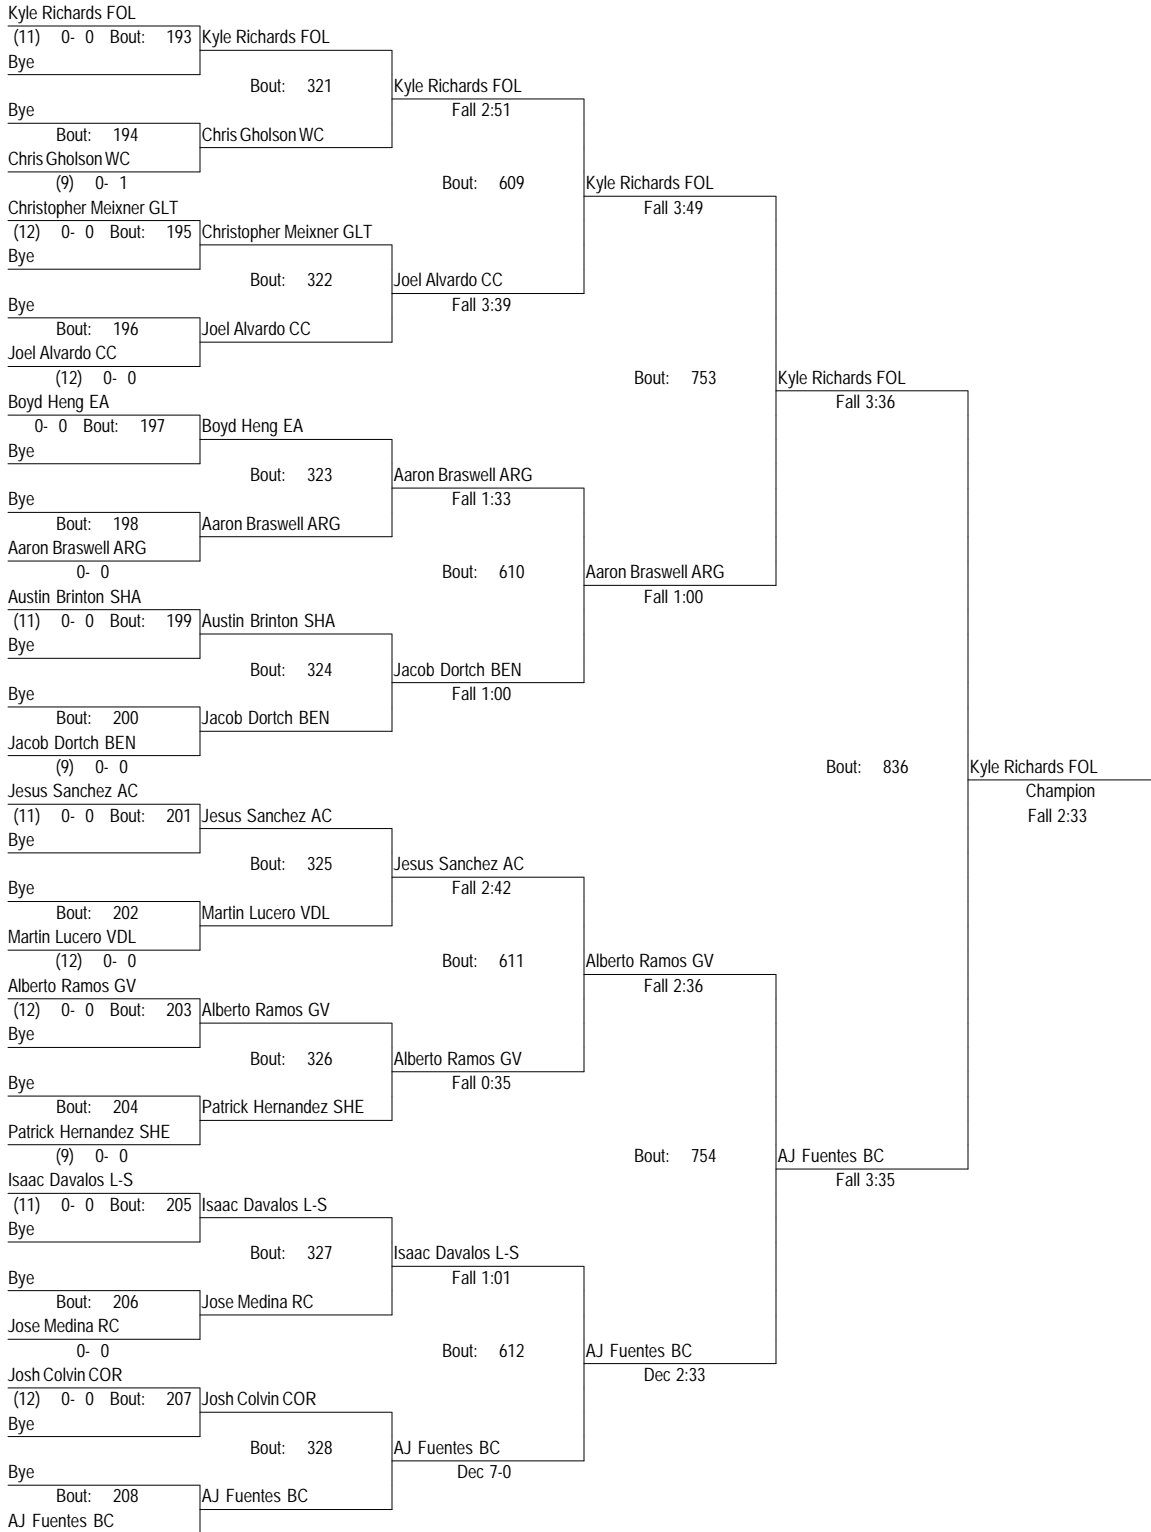 Kyle Richards FOL
(11) 0- 0 Bout: 193 Kyle Richards FOL
Bye
Bout: 321 Kyle Richards FOL
Bye Fall 2:51
Bout: 194 Chris Gholson WC
Chris Gholson WC
(9) 0- 1 Bout: 609 Kyle Richards FOL
Christopher Meixner GLT Fall 3:49
(12) 0- 0 Bout: 195 Christopher Meixner GLT
Bye
Bout: 322 Joel Alvardo CC
Bye Fall 3:39
Bout: 196 Joel Alvardo CC
Joel Alvardo CC
(12) 0- 0 Bout: 753 Kyle Richards FOL
Boyd Heng EA Fall 3:36
0- 0 Bout: 197 Boyd Heng EA
Bye
Bout: 323 Aaron Braswell ARG
Bye Fall 1:33
Bout: 198 Aaron Braswell ARG
Aaron Braswell ARG
0- 0 Bout: 610 Aaron Braswell ARG
Austin Brinton SHA Fall 1:00
(11) 0- 0 Bout: 199 Austin Brinton SHA
Bye
Bout: 324 Jacob Dortch BEN
Bye Fall 1:00
Bout: 200 Jacob Dortch BEN
Jacob Dortch BEN
(9) 0- 0 Bout: 836 Kyle Richards FOL
Jesus Sanchez AC Champion
(11) 0- 0 Bout: 201 Jesus Sanchez AC Fall 2:33
Bye
Bout: 325 Jesus Sanchez AC
Bye Fall 2:42
Bout: 202 Martin Lucero VDL
Martin Lucero VDL
(12) 0- 0 Bout: 611 Alberto Ramos GV
Alberto Ramos GV Fall 2:36
(12) 0- 0 Bout: 203 Alberto Ramos GV
Bye
Bout: 326 Alberto Ramos GV
Bye Fall 0:35
Bout: 204 Patrick Hernandez SHE
Patrick Hernandez SHE
(9) 0- 0 Bout: 754 AJ Fuentes BC
Isaac Davalos L-S Fall 3:35
(11) 0- 0 Bout: 205 Isaac Davalos L-S
Bye
Bout: 327 Isaac Davalos L-S
Bye Fall 1:01
Bout: 206 Jose Medina RC
Jose Medina RC
0- 0 Bout: 612 AJ Fuentes BC
Josh Colvin COR Dec 2:33
(12) 0- 0 Bout: 207 Josh Colvin COR
Bye
Bout: 328 AJ Fuentes BC
Bye Dec 7-0
Bout: 208 AJ Fuentes BC
AJ Fuentes BC